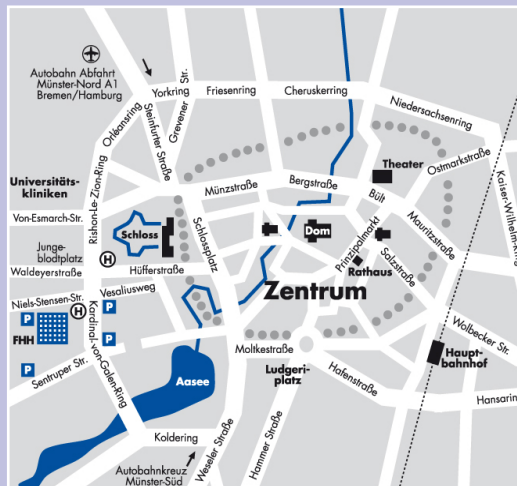 Autobahn Abfahrt
Münster-Nord A1
Bremen/Hamburg
Yorkring
Friesenring
Cheruskerring
Niedersachsenring
Grevener Str.
Steinfurter Straße
Orléansring
Rishon-Le-Zion-Ring
Theater
Ostmarkstraße
Kaiser-Wilhelm-Ring
Universitäts-
kliniken
Münzstraße
Bergstraße
Bült
Mauritzstraße
Von-Esmarch-Str.
Schloss
Schlossplatz
Dom
Prinzipalmarkt
Junge-
blodtplatz
Waldeyerstraße
H
Hüfferstraße
Rathaus
Salzstraße
Vesaliusweg
Zentrum
Niels-Stensen-Str.
H
P
P
FHH
P
P
Kardinal-von-Galen-Ring
Sentruper Str.
Aasee
Moltkestraße
Ludgeri-
platz
Hafenstraße
Wolbecker Str.
Haupt-
bahnhof
Hansarin
Koldering
Weseler Straße
Hammer Straße
Autobahnkreuz
Münster-Süd